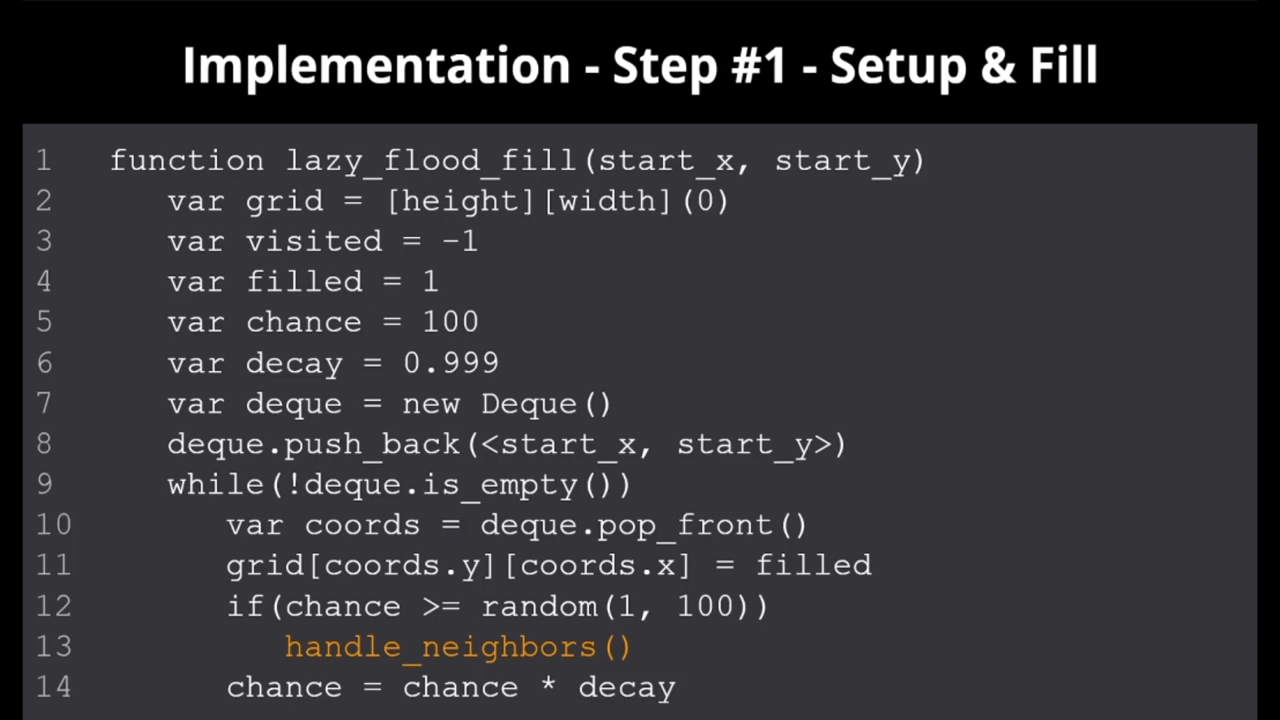 Implementation - Step #1 - Setup & Fill
1 function lazy_flood_fill(start_x, start_y)
2 var grid = [height][width](0)
3 var visited = -1
4 var filled = 1
5 var chance = 100
6 var decay = 0.999
7 var deque = new Deque()
8 deque.push_back(<start_x, start_y>)
9 while(!deque.is_empty())
10 var coords = deque.pop_front()
11 grid[coords.y][coords.x] = filled
12 if(chance >= random(1, 100))
13 handle_neighbors()
14 chance = chance * decay